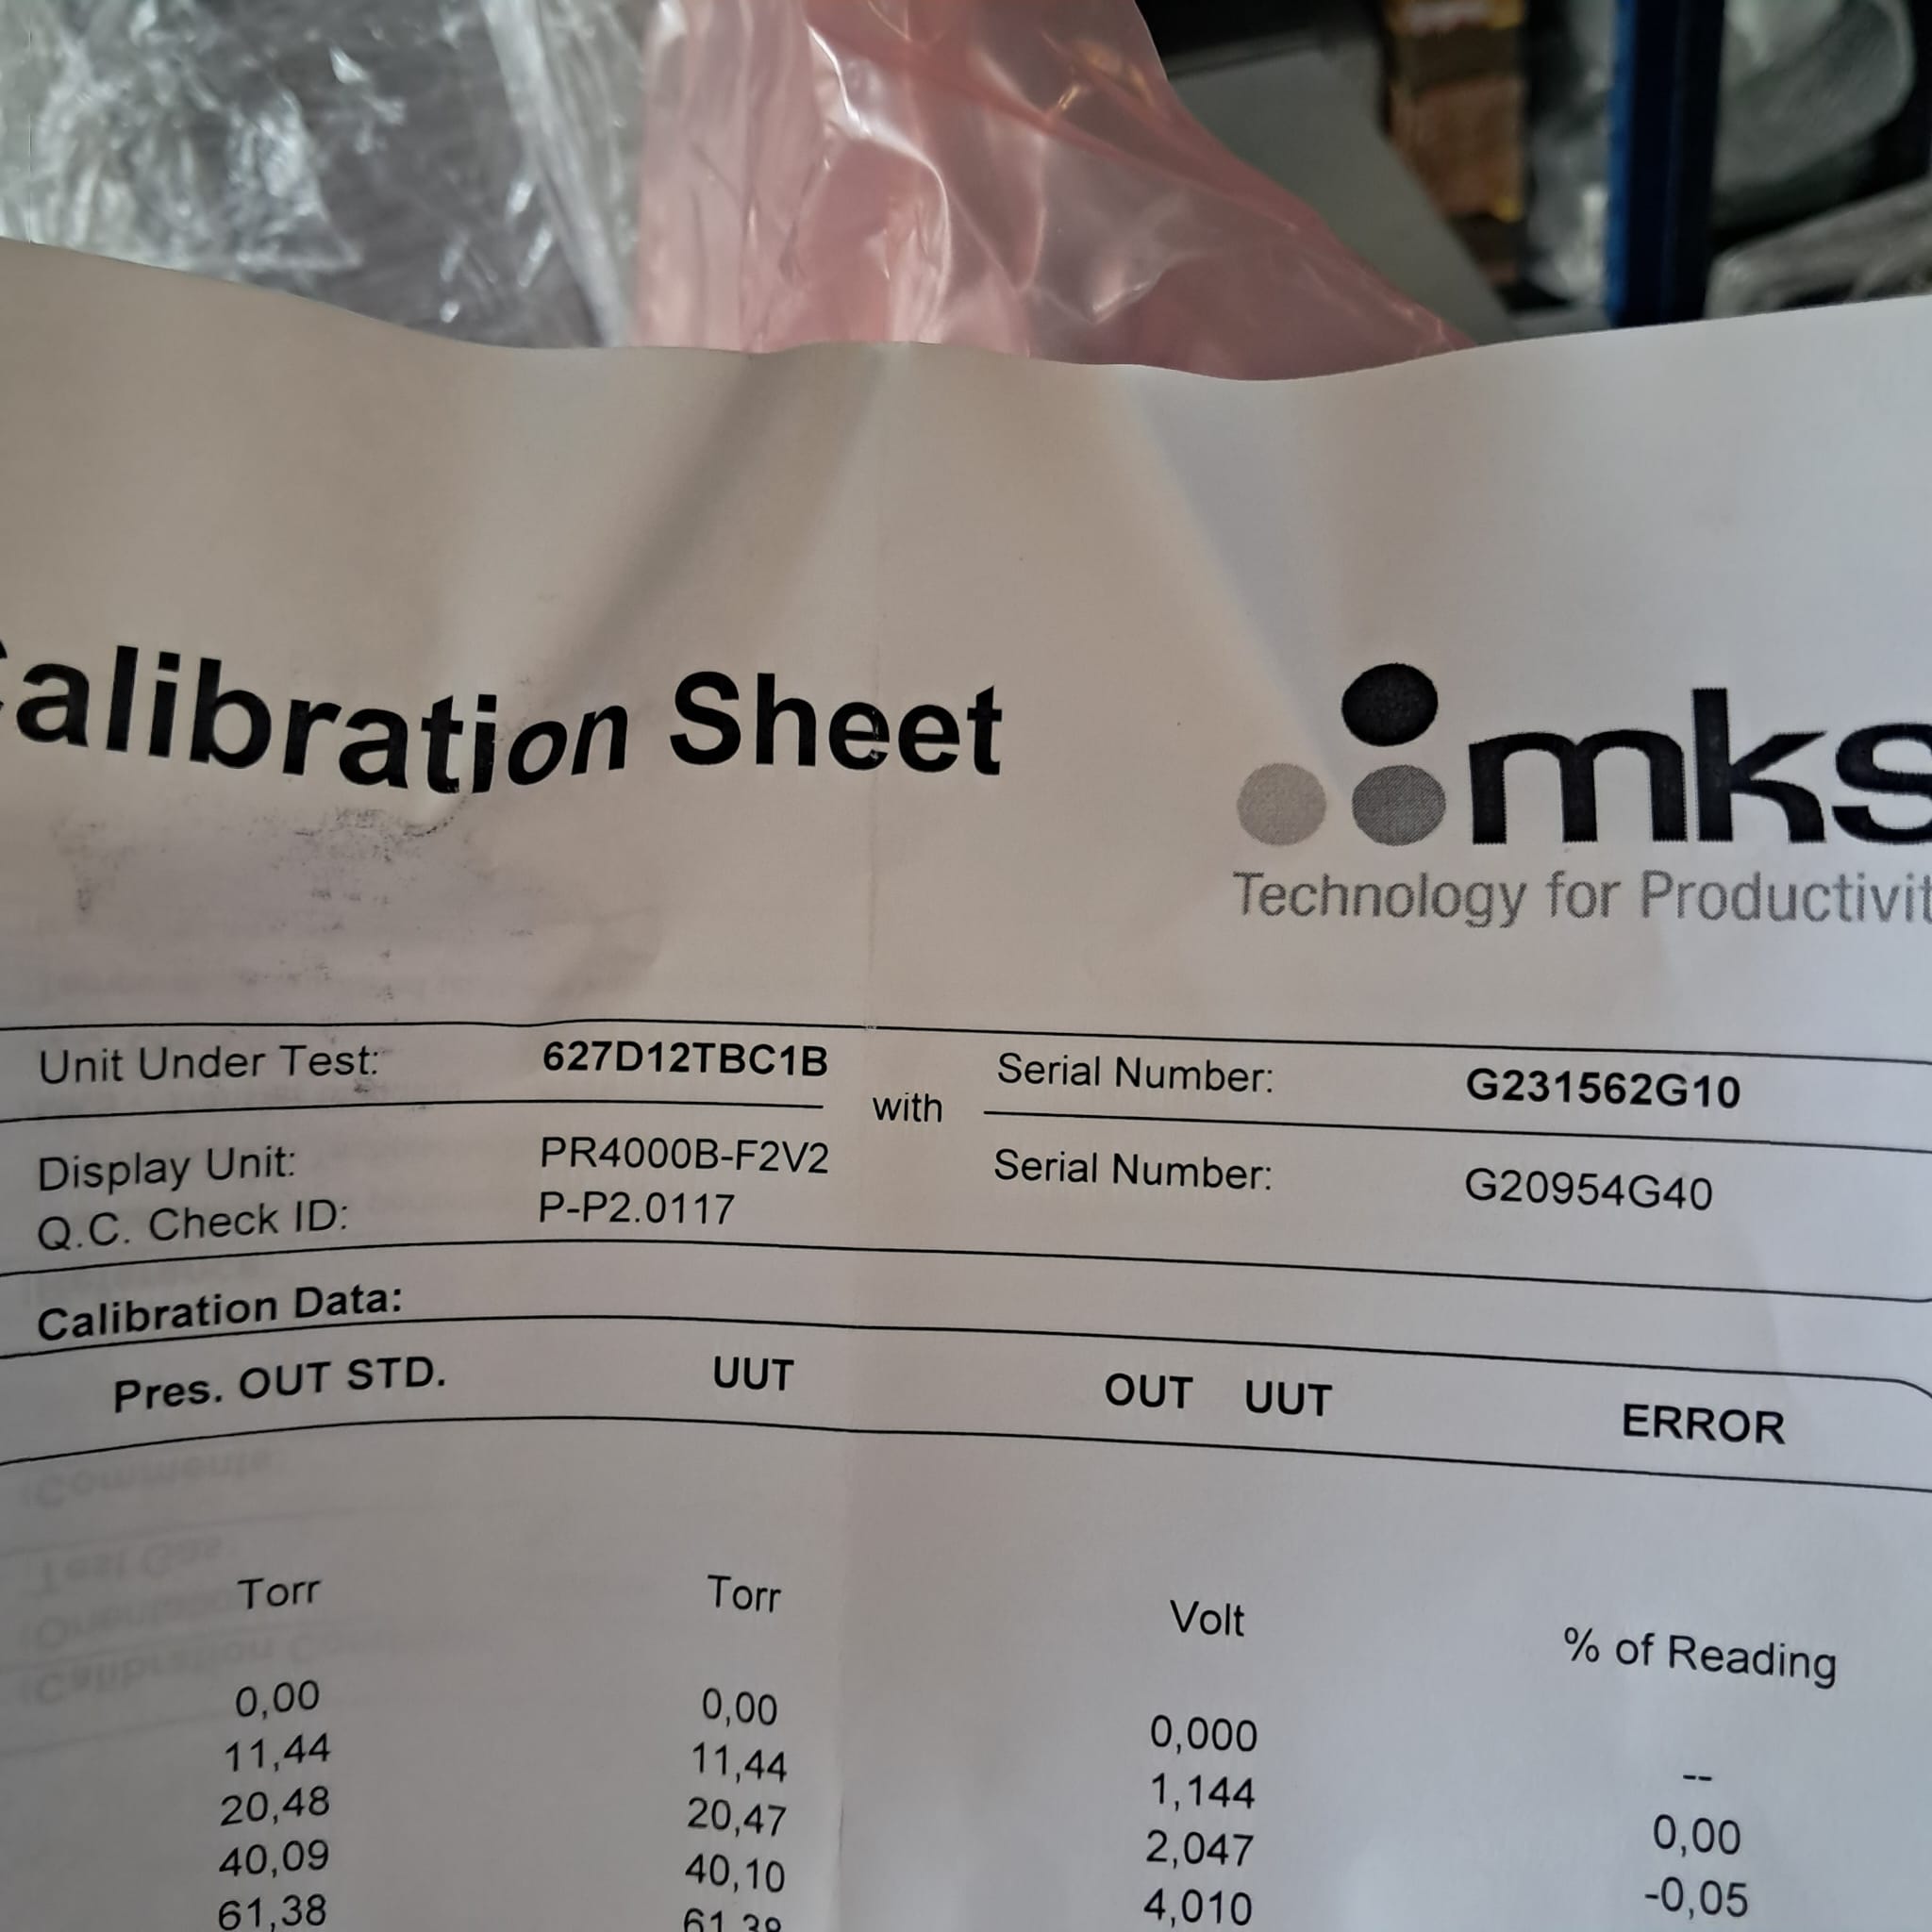 alibration Sheet
mks
Technology for Productivit
Unit Under Test: 627D12TBC1B with Serial Number: G231562G10
Display Unit: PR4000B-F2V2 Serial Number: G20954G40
Q.C. Check ID: P-P2.0117
Calibration Data:
Pres. OUT STD. UUT OUT UUT ERROR
Torr Torr Volt % of Reading
0,00 0,00 0,000 --
11,44 11,44 1,144 0,00
20,48 20,47 2,047 -0,05
40,09 40,10 4,010
61,38